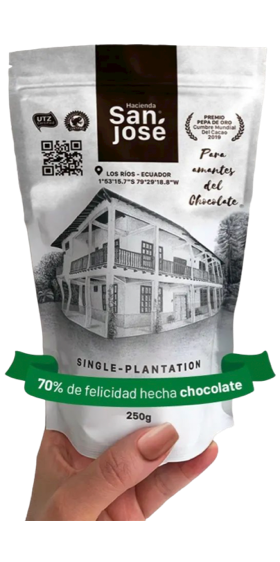 Hacienda
San
José
UTZ
PREMIO
PEPA DE ORO
Cumbre Mundial
Del Cacao
2019
LOS RÍOS - ECUADOR
1°53'15.7"S 79°29'18.8"W
Para
amantes
del
Chocolate
SINGLE-PLANTATION
70% de felicidad hecha chocolate
250g